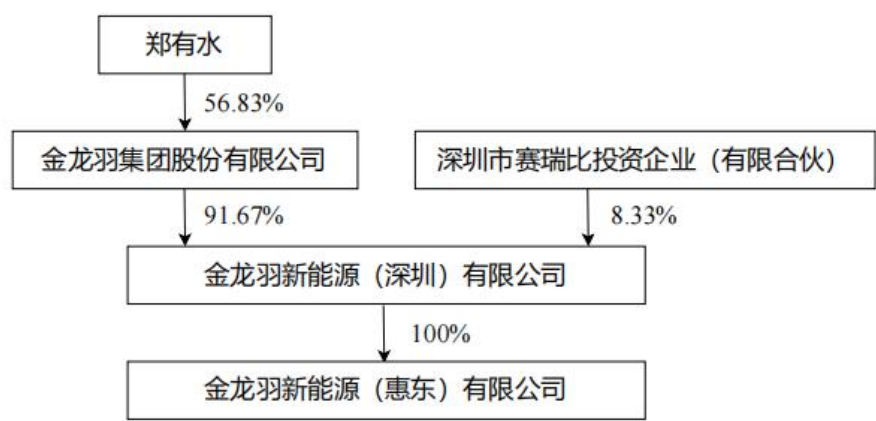 郑有水
56.83%
金龙羽集团股份有限公司
深圳市赛瑞比投资企业（有限合伙）
91.67%
8.33%
金龙羽新能源（深圳）有限公司
100%
金龙羽新能源（惠东）有限公司